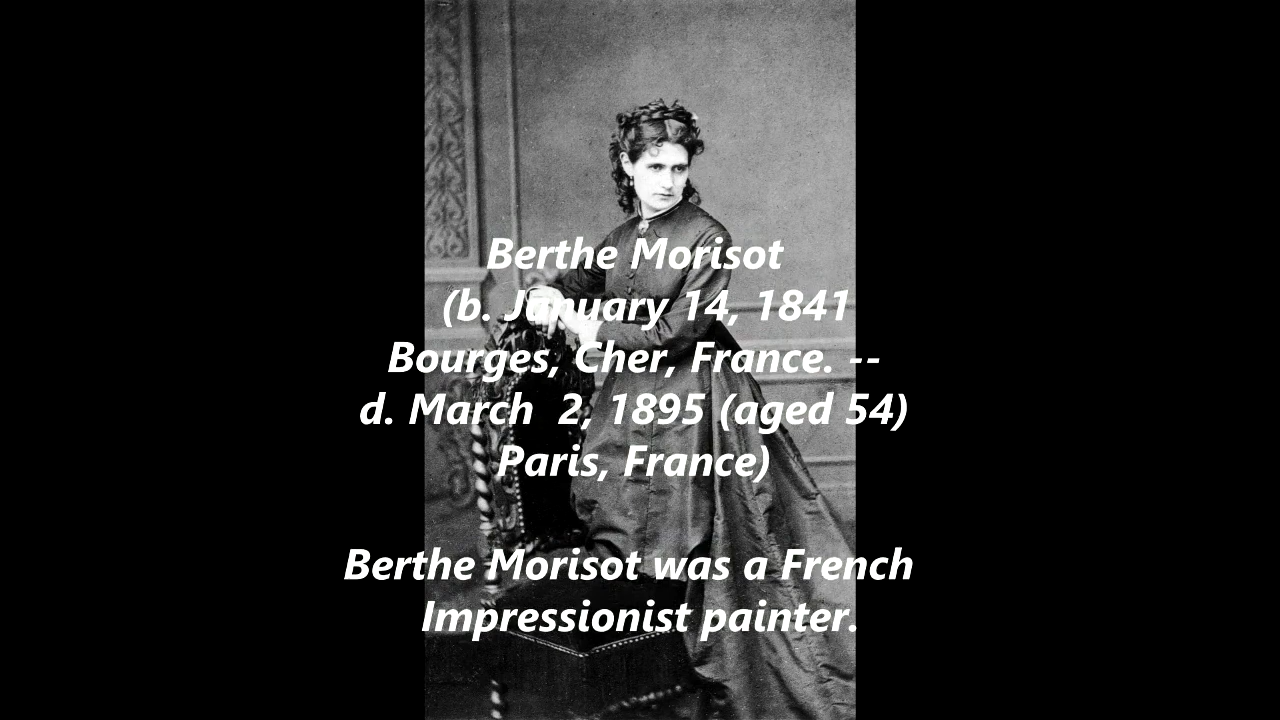 Berthe Morisot
(b. January 14, 1841
Bourges, Cher, France. --
d. March  2, 1895 (aged 54)
Paris, France)
Berthe Morisot was a French
Impressionist painter.